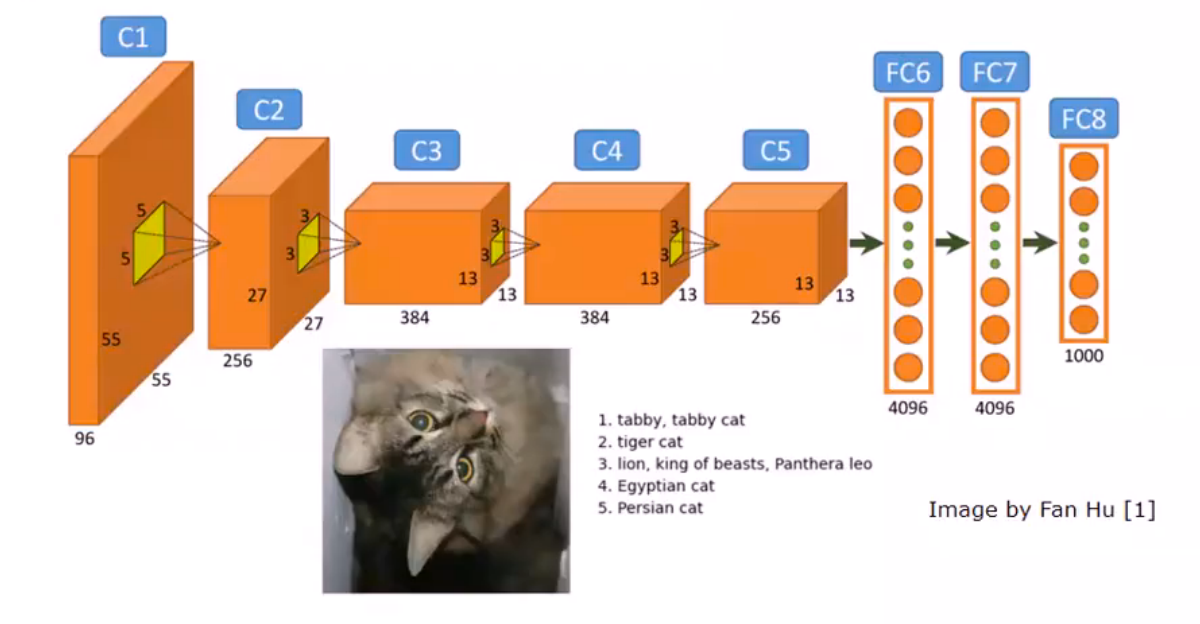 C1
C2
C3
C4
C5
FC6
FC7
FC8
5
5
3
3
3
3
3
3
55
55
96
27
27
256
13
13
384
13
13
384
13
13
256
4096
4096
1000
1. tabby, tabby cat
2. tiger cat
3. lion, king of beasts, Panthera leo
4. Egyptian cat
5. Persian cat
Image by Fan Hu [1]